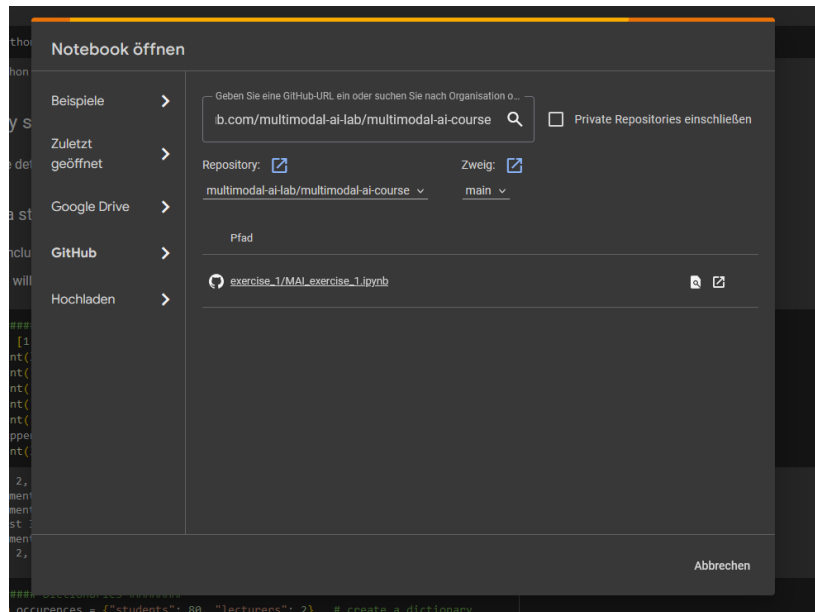 Notebook öffnen
Beispiele
Zuletzt
geöffnet
Google Drive
GitHub
Hochladen
Geben Sie eine GitHub-URL ein oder suchen Sie nach Organisation o...
b.com/multimodal-ai-lab/multimodal-ai-course
Private Repositories einschließen
Repository:
Zweig:
multimodal-ai-lab/multimodal-ai-course
main
Pfad
exercise_1/MAI_exercise_1.ipynb
Abbrechen
occurences = {"students": 80, "lecturers": 2} # create a dictionary